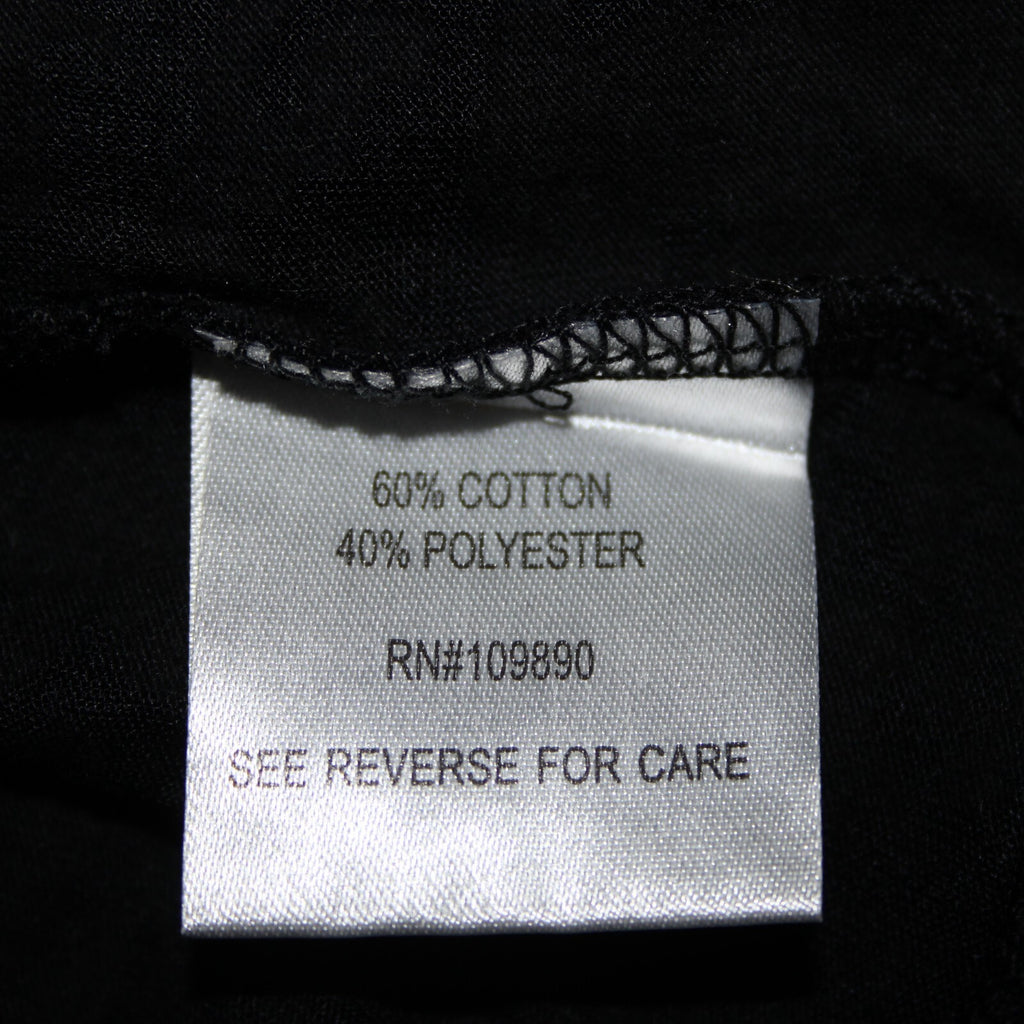 60% COTTON
40% POLYESTER
RN#109890
SEE REVERSE FOR CARE